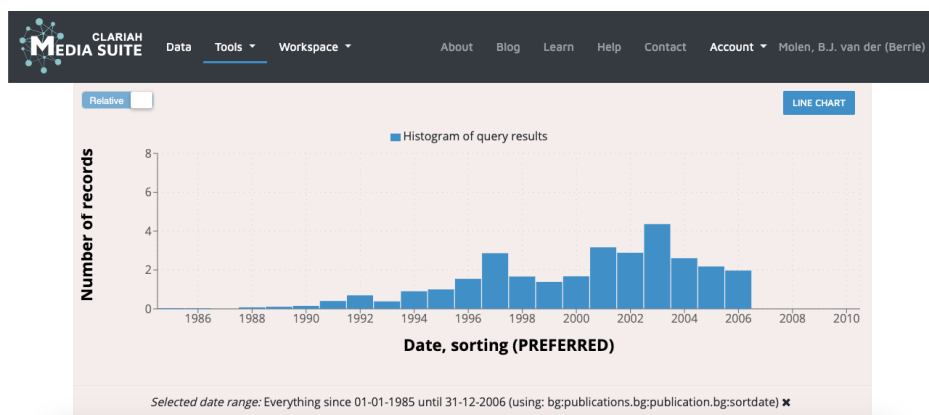 CLARIAH
MEDIA SUITE
Data Tools Workspace About Blog Learn Help Contact Account Molen, B.J. van der (Berrie)
Relative
LINE CHART
Histogram of query results
Number of records
8
6
4
2
0
1986 1988 1990 1992 1994 1996 1998 2000 2002 2004 2006 2008 2010
Date, sorting (PREFERRED)
Selected date range: Everything since 01-01-1985 until 31-12-2006 (using: bg:publications.bg:publication.bg:sortdate) ✖